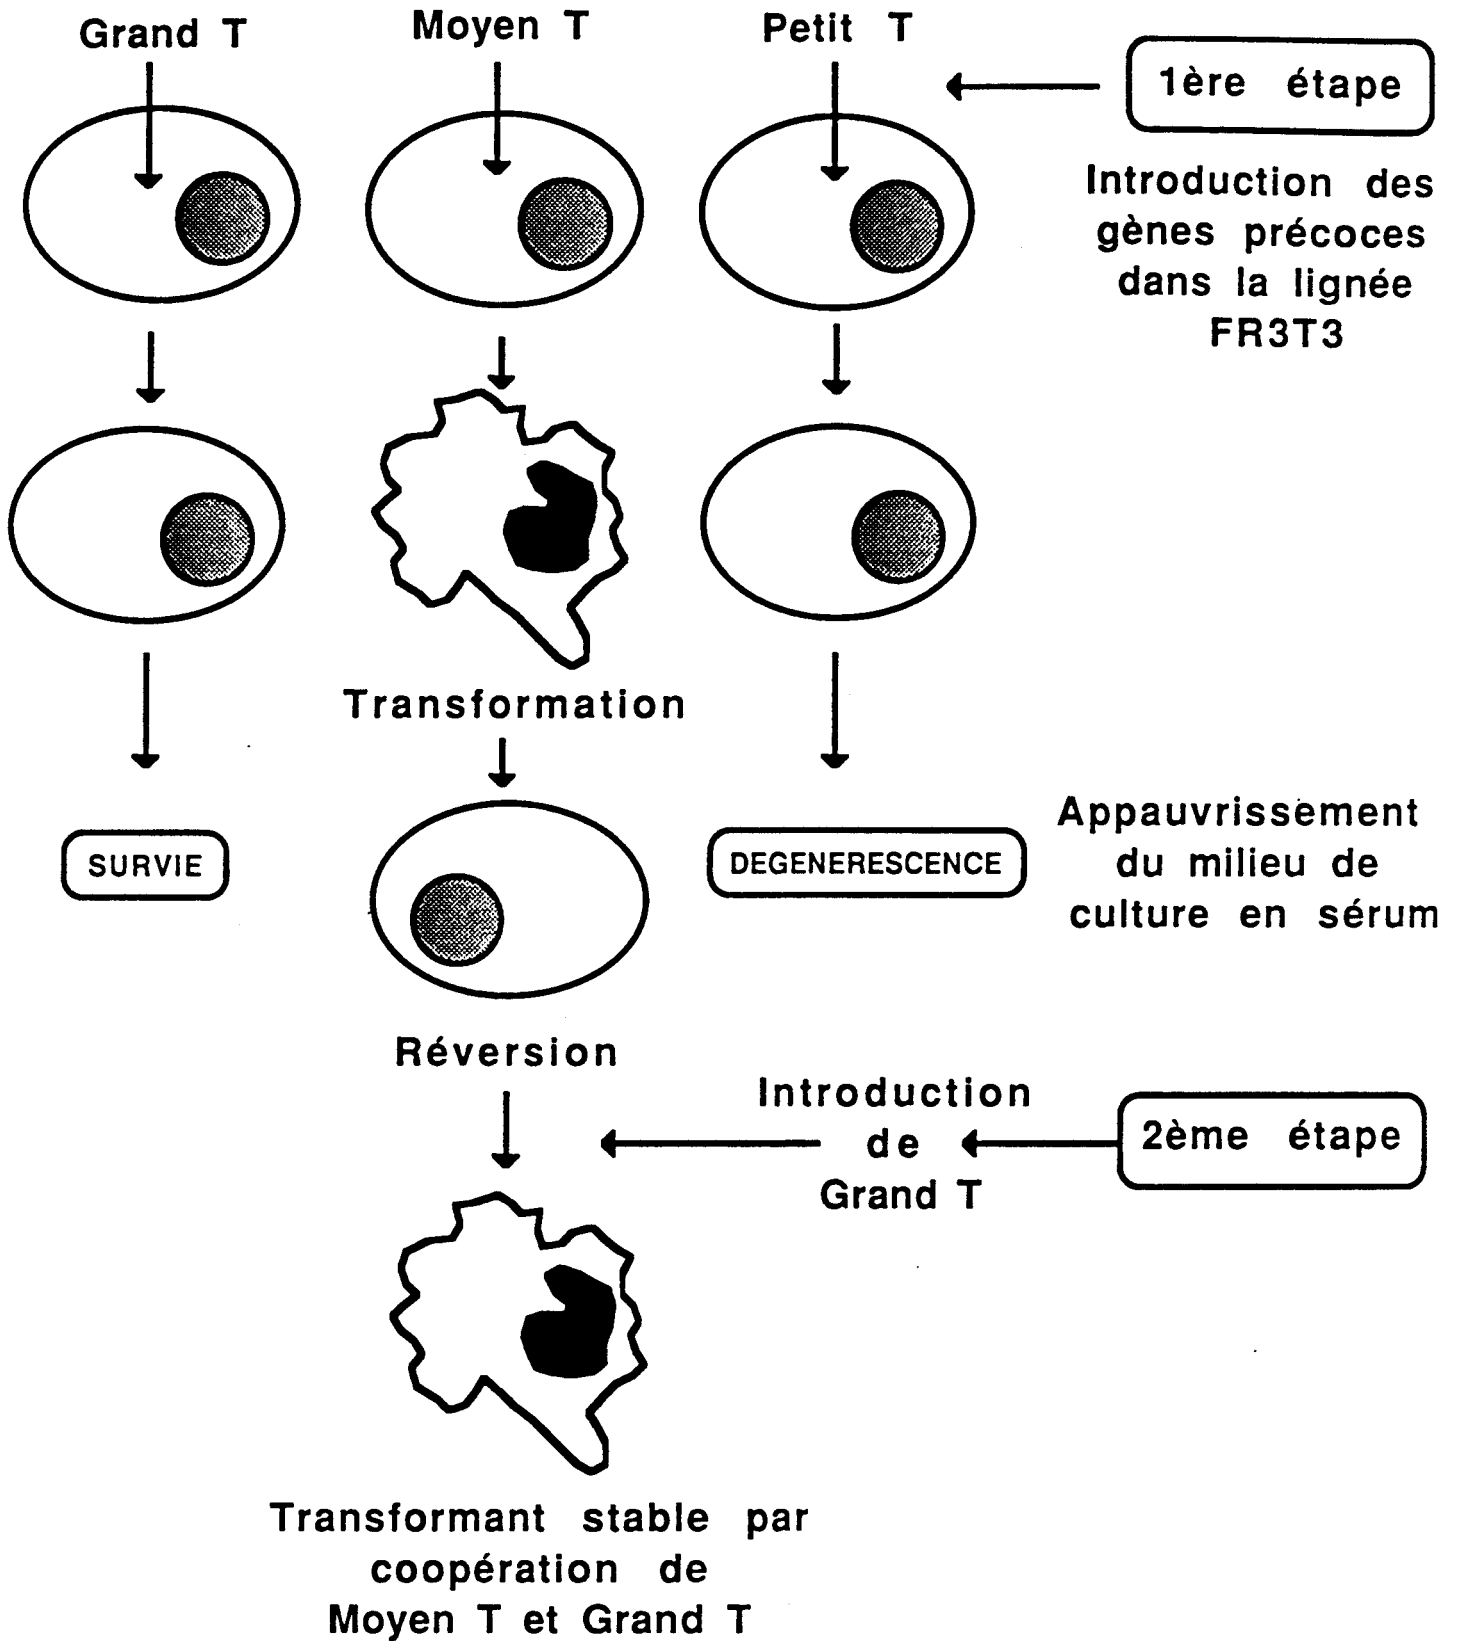 Grand T
Moyen T
Petit T
1ère étape
Introduction des
gènes précoces
dans la lignée
FR3T3
Transformation
SURVIE
DEGENERESCENCE
Appauvrissement
du milieu de
culture en sérum
Réversion
Introduction
de
Grand T
2ème étape
Transformant stable par
coopération de
Moyen T et Grand T